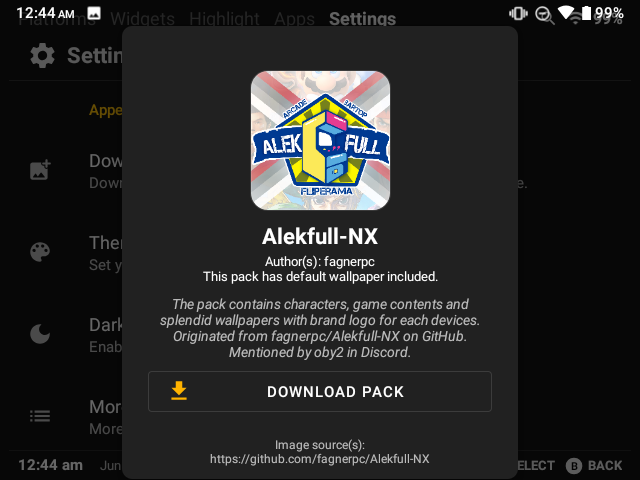 12:44 AM
99%
Platforms Widgets Highlight Apps Settings
99%
Settin
Appe
Dow
Down
e.
Ther
Set y
Dark
Enab
Mor
More
ARCADE
RAPTOR
ALEK FULL
FLIPERAMA
Alekfull-NX
Author(s): fagnerpc
This pack has default wallpaper included.
The pack contains characters, game contents and
splendid wallpapers with brand logo for each devices.
Originated from fagnerpc/Alekfull-NX on GitHub.
Mentioned by oby2 in Discord.
DOWNLOAD PACK
Image source(s):
https://github.com/fagnerpc/Alekfull-NX
12:44 am Jun
ELECT B BACK